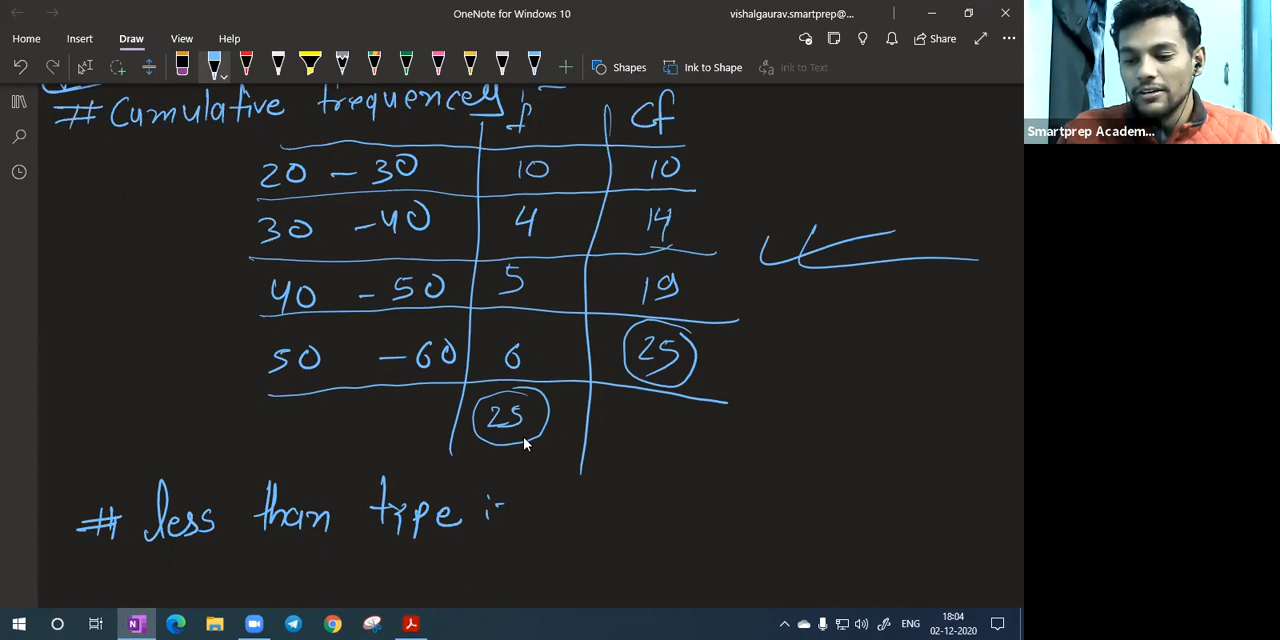 OneNote for Windows 10
vishalgaurav.smartprep@...
Home Insert Draw View Help
Share
Shapes
Ink to Shape
Ink to Text
Smartprep Academ...
# Cumulative frequencey :-
f cf
20 - 30 10 10
30 - 40 4 14
40 - 50 5 19
50 - 60 6 25
25
# less than type :-
ENG
18:04
02-12-2020